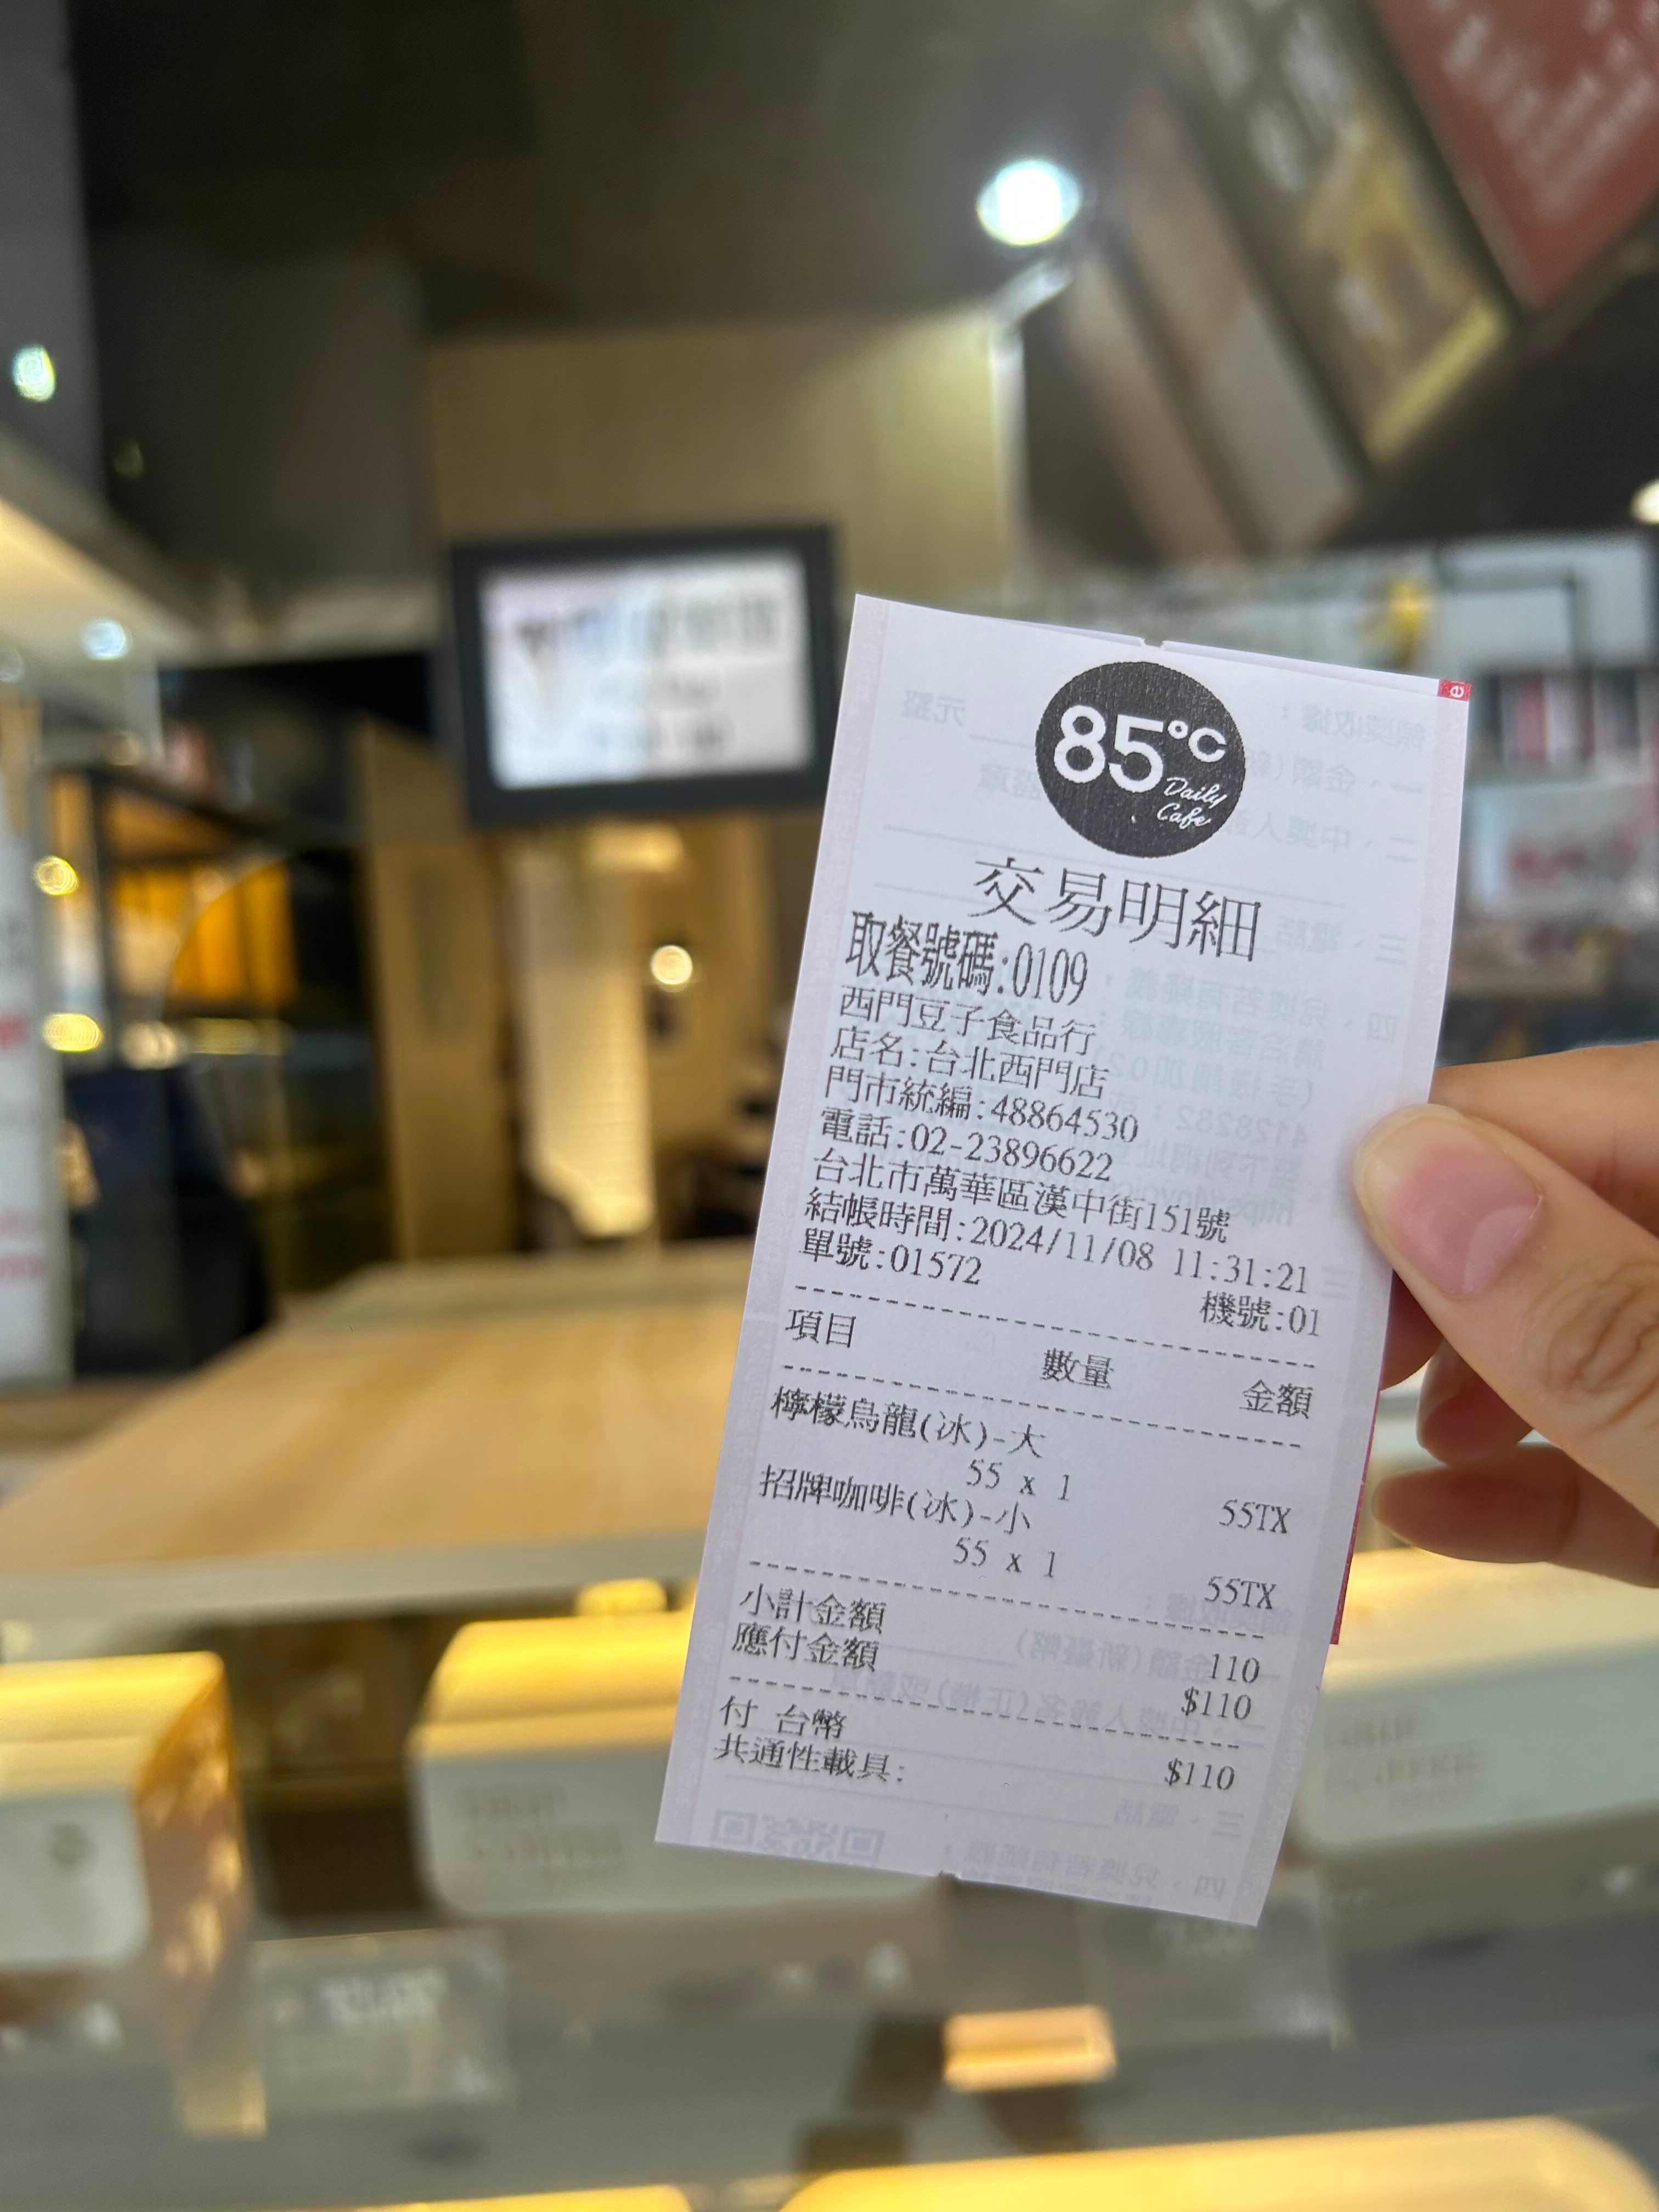 85°C
Daily
Cafe
交易明細
取餐號碼:0109
西門豆子食品行
店名:台北西門店
門市統編:48864530
電話:02-23896622
台北市萬華區漢中街151號
結帳時間:2024/11/08 11:31:21
單號:01572 機號:01
項目 數量 金額
檸檬烏龍(冰)-大
55 x 1 55TX
招牌咖啡(冰)-小
55 x 1 55TX
小計金額 110
應付金額 $110
付 台幣 $110
共通性載具: